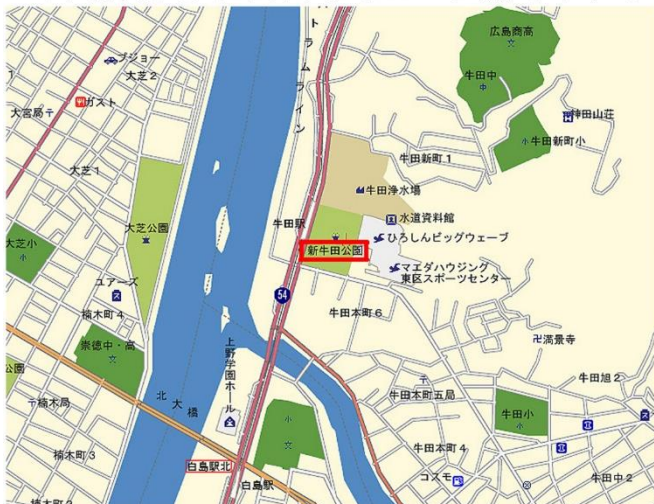 ストラムライン
広島商高
文
プジョー
大芝2
牛田中
中
ガスト
大宮局
神田山荘
小
牛田新町小
大芝1
牛田新町1
牛田浄水場
大芝公園
牛田駅
水道資料館
ひろしんビッグウェーブ
大芝小
小
新牛田公園
マエダハウジング
東区スポーツセンター
ユアーズ
54
楠木町4
牛田本町6
崇徳中・高
文
上野学園ホール
満景寺
公園
北大橋
牛田旭2
楠木局
小
文
牛田本町五局
牛田小
小
楠木町3
牛田本町4
白島駅北
白島駅
コスモ
牛田中2